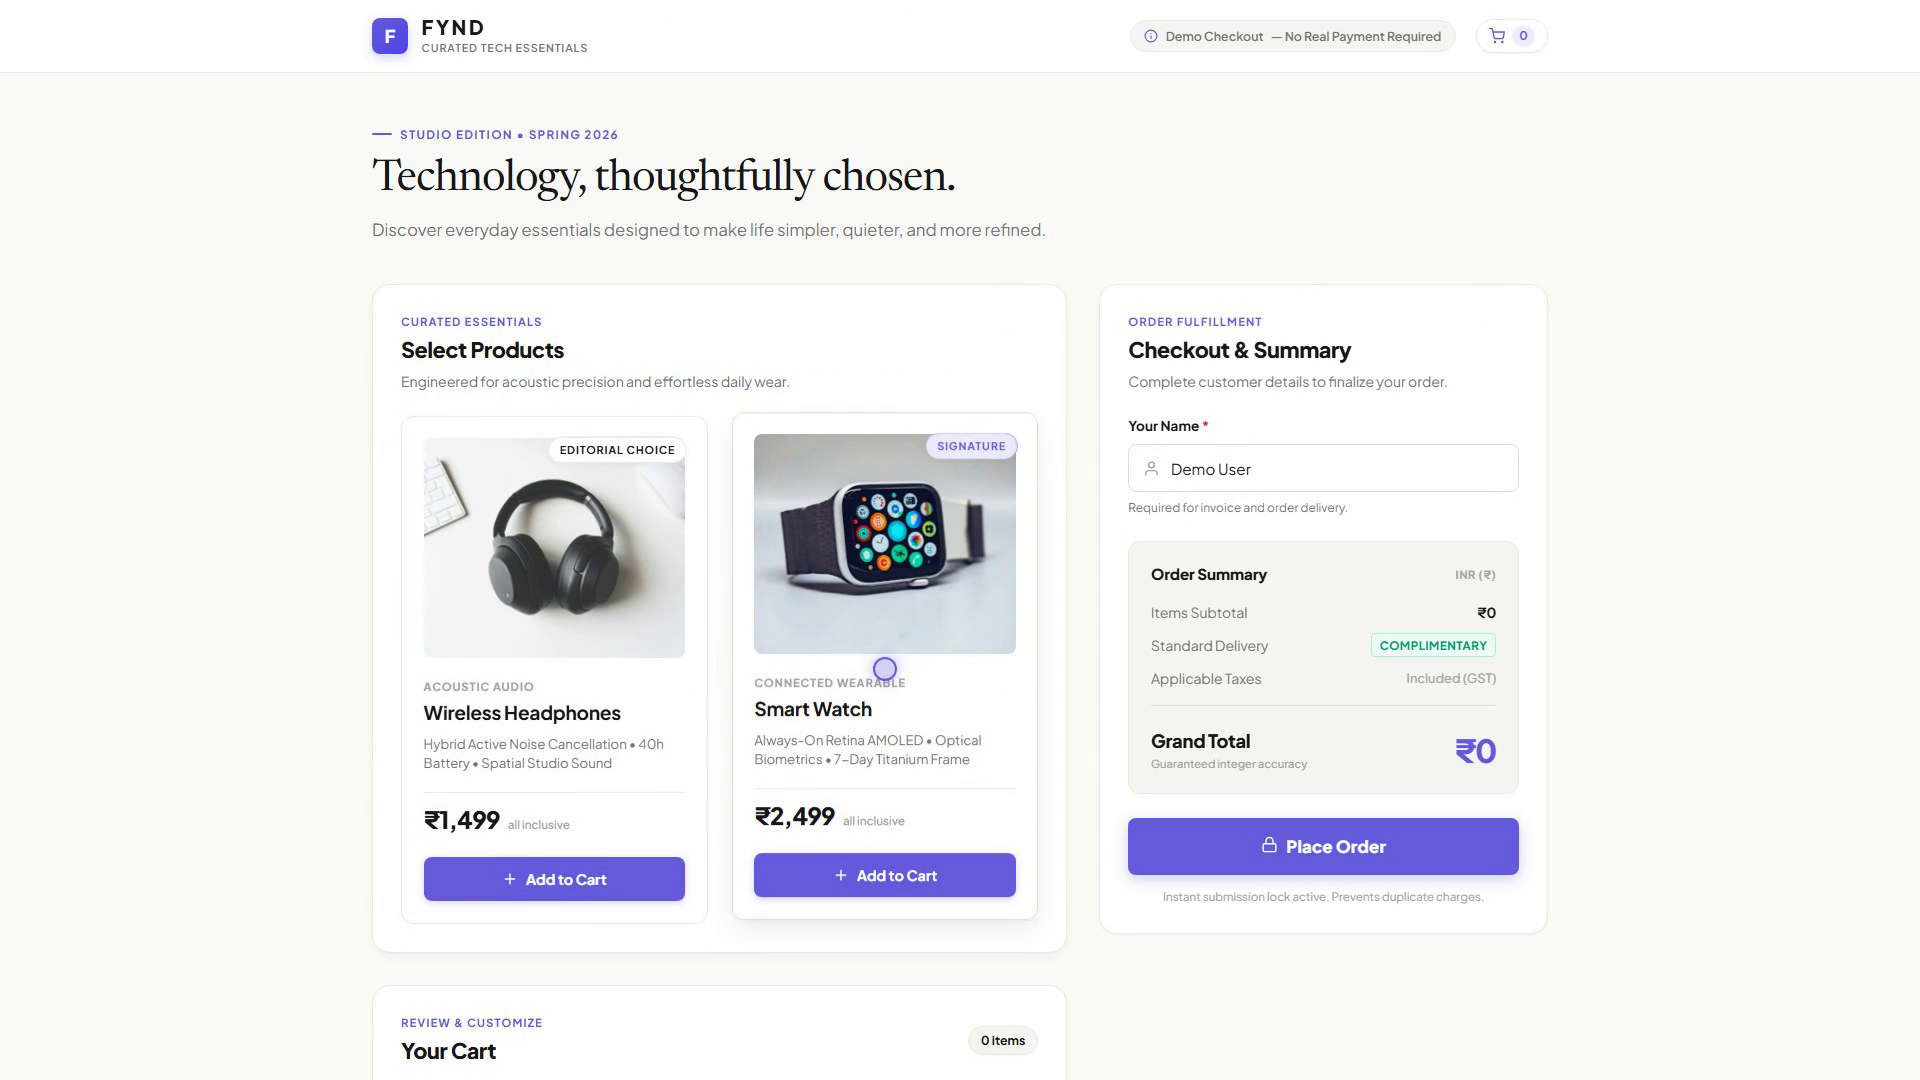 F
FYND
CURATED TECH ESSENTIALS
Demo Checkout — No Real Payment Required
0
STUDIO EDITION • SPRING 2026
Technology, thoughtfully chosen.
Discover everyday essentials designed to make life simpler, quieter, and more refined.
CURATED ESSENTIALS
Select Products
Engineered for acoustic precision and effortless daily wear.
EDITORIAL CHOICE
ACOUSTIC AUDIO
Wireless Headphones
Hybrid Active Noise Cancellation • 40h
Battery • Spatial Studio Sound
₹1,499 all inclusive
+ Add to Cart
SIGNATURE
CONNECTED WEARABLE
Smart Watch
Always-On Retina AMOLED • Optical
Biometrics • 7-Day Titanium Frame
₹2,499 all inclusive
+ Add to Cart
ORDER FULFILLMENT
Checkout & Summary
Complete customer details to finalize your order.
Your Name *
Demo User
Required for invoice and order delivery.
Order Summary INR (₹)
Items Subtotal ₹0
Standard Delivery COMPLIMENTARY
Applicable Taxes Included (GST)
Grand Total ₹0
Guaranteed integer accuracy
Place Order
Instant submission lock active. Prevents duplicate charges.
REVIEW & CUSTOMIZE
Your Cart
0 items